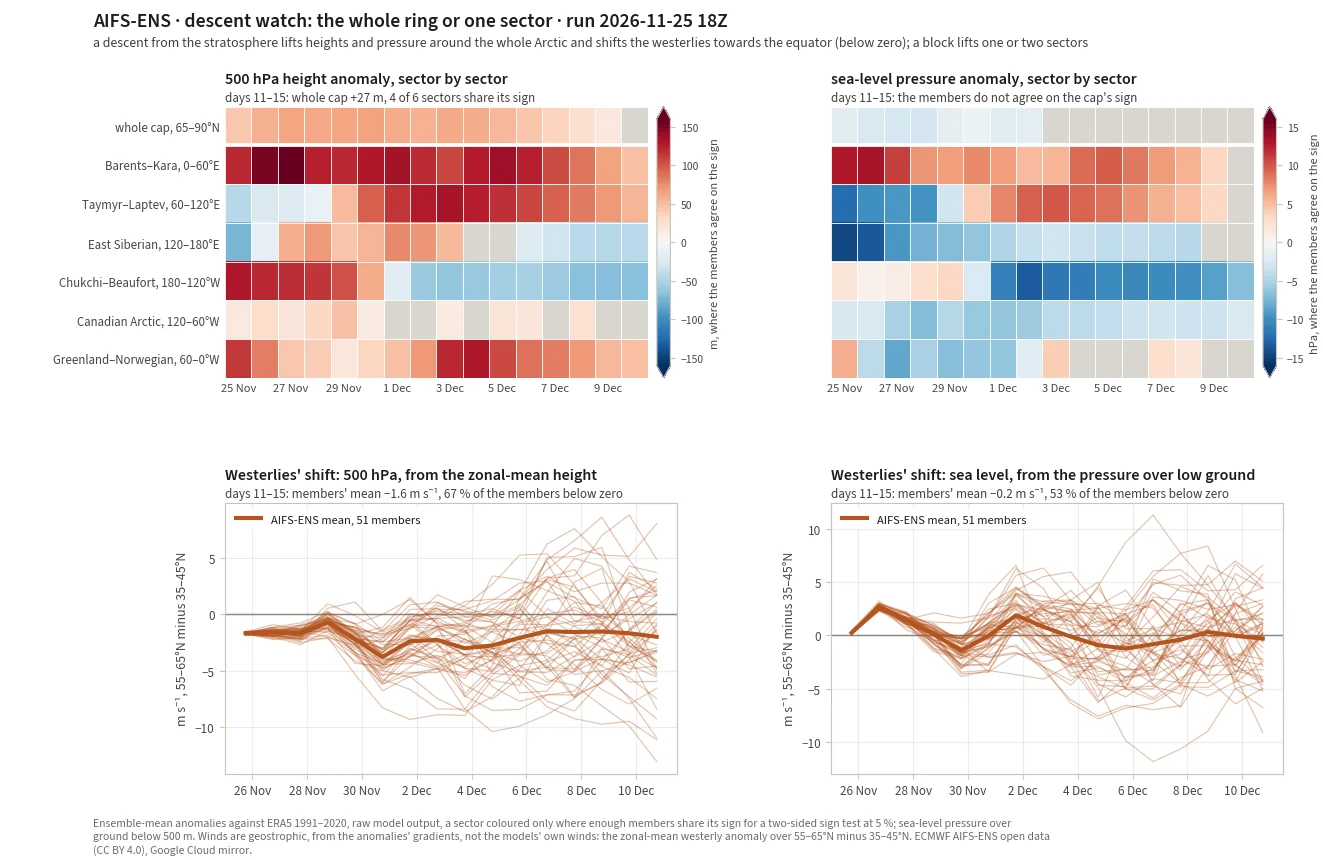 AIFS-ENS · descent watch: the whole ring or one sector · run 2026-11-25 18Z
a descent from the stratosphere lifts heights and pressure around the whole Arctic and shifts the westerlies towards the equator (below zero); a block lifts one or two sectors
500 hPa height anomaly, sector by sector
days 11–15: whole cap +27 m, 4 of 6 sectors share its sign
whole cap, 65–90°N
Barents–Kara, 0–60°E
Taymyr–Laptev, 60–120°E
East Siberian, 120–180°E
Chukchi–Beaufort, 180–120°W
Canadian Arctic, 120–60°W
Greenland–Norwegian, 60–0°W
25 Nov 27 Nov 29 Nov 1 Dec 3 Dec 5 Dec 7 Dec 9 Dec
150
100
50
0
−50
−100
−150
m, where the members agree on the sign
sea-level pressure anomaly, sector by sector
days 11–15: the members do not agree on the cap's sign
25 Nov 27 Nov 29 Nov 1 Dec 3 Dec 5 Dec 7 Dec 9 Dec
15
10
5
0
−5
−10
−15
hPa, where the members agree on the sign
Westerlies' shift: 500 hPa, from the zonal-mean height
days 11–15: members' mean −1.6 m s⁻¹, 67 % of the members below zero
AIFS-ENS mean, 51 members
m s⁻¹, 55–65°N minus 35–45°N
5
0
−5
−10
26 Nov 28 Nov 30 Nov 2 Dec 4 Dec 6 Dec 8 Dec 10 Dec
Westerlies' shift: sea level, from the pressure over low ground
days 11–15: members' mean −0.2 m s⁻¹, 53 % of the members below zero
AIFS-ENS mean, 51 members
m s⁻¹, 55–65°N minus 35–45°N
10
5
0
−5
−10
26 Nov 28 Nov 30 Nov 2 Dec 4 Dec 6 Dec 8 Dec 10 Dec
Ensemble-mean anomalies against ERA5 1991–2020, raw model output, a sector coloured only where enough members share its sign for a two-sided sign test at 5 %; sea-level pressure over
ground below 500 m. Winds are geostrophic, from the anomalies' gradients, not the models' own winds: the zonal-mean westerly anomaly over 55–65°N minus 35–45°N. ECMWF AIFS-ENS open data
(CC BY 4.0), Google Cloud mirror.